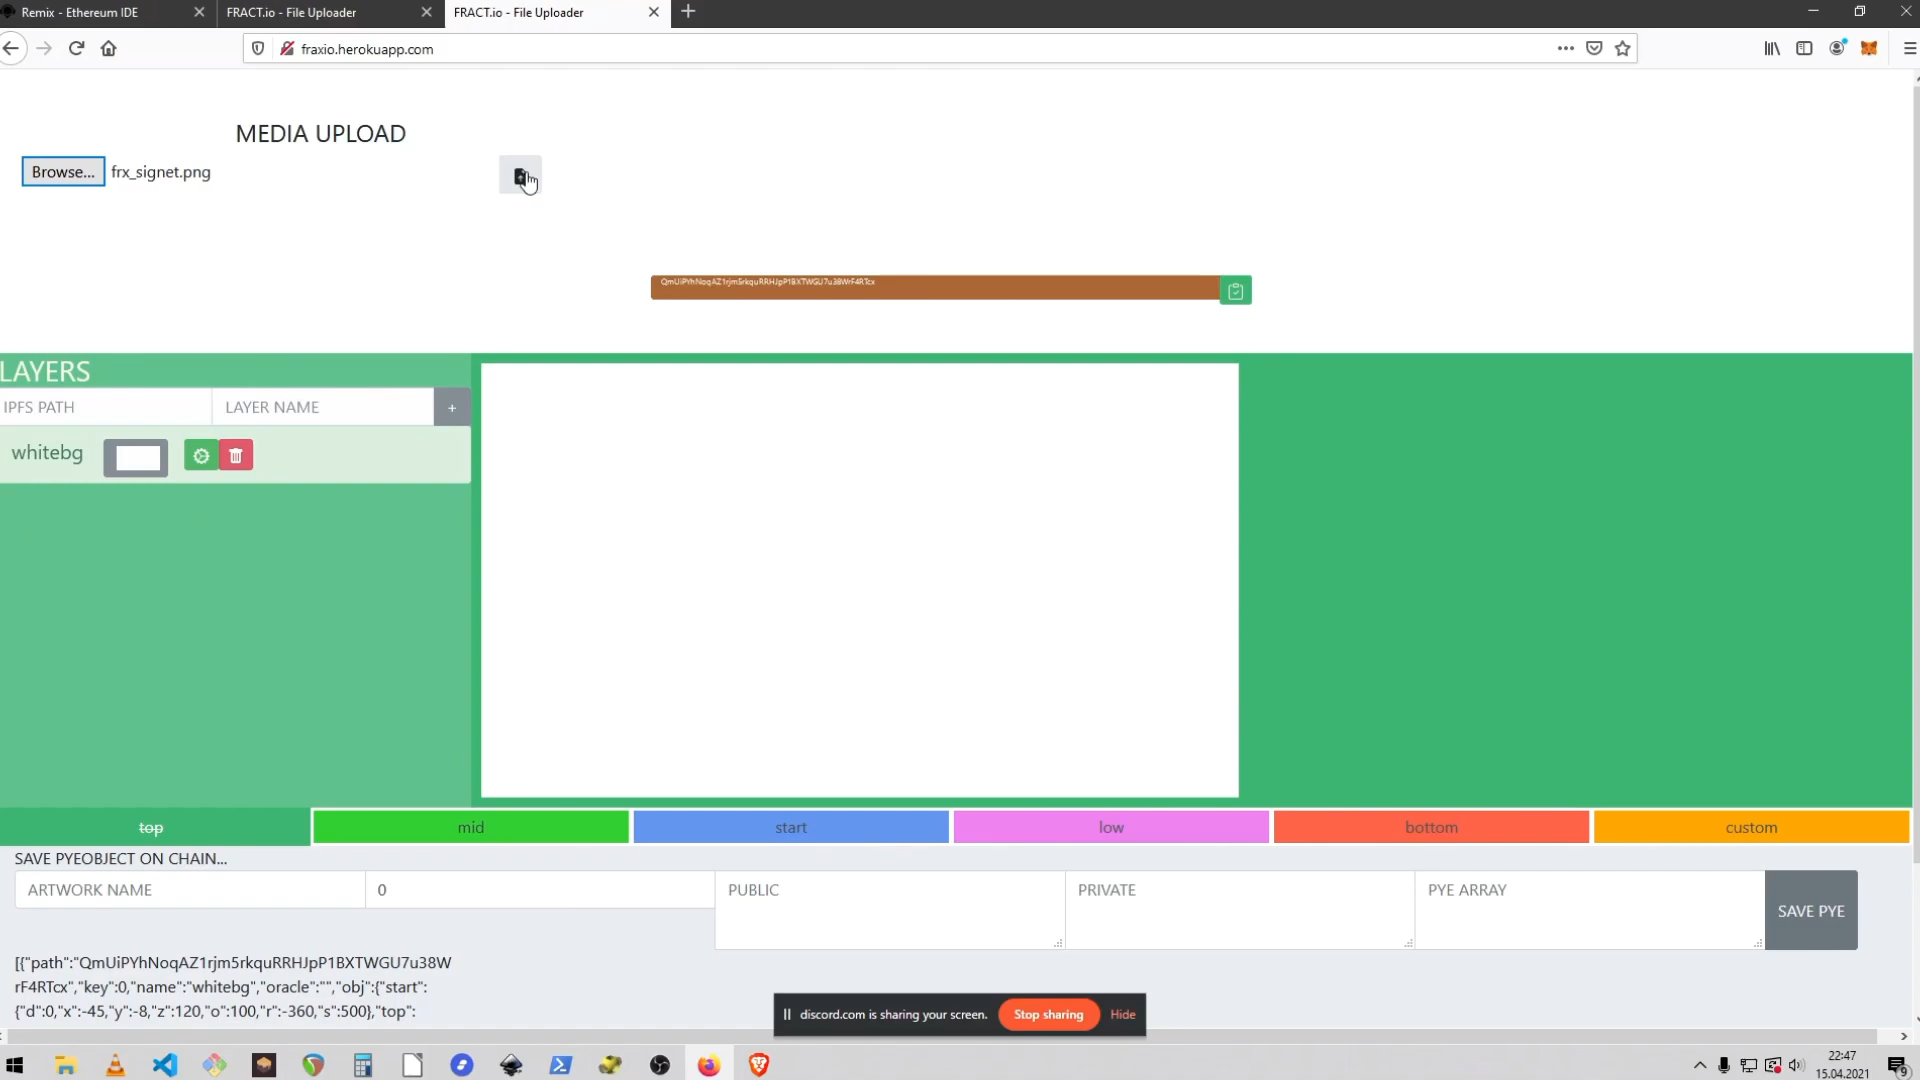 Remix - Ethereum IDE
FRACT.io - File Uploader
FRACT.io - File Uploader
fraxio.herokuapp.com
MEDIA UPLOAD
Browse... frx_signet.png
QmUiPYhNoqAZ1rjm5rkquRRHJpP1BXTWGU7u38WrF4RTcx
LAYERS
IPFS PATH
LAYER NAME
+
whitebg
top
mid
start
low
bottom
custom
SAVE PYEOBJECT ON CHAIN...
ARTWORK NAME
0
PUBLIC
PRIVATE
PYE ARRAY
SAVE PYE
[{"path":"QmUiPYhNoqAZ1rjm5rkquRRHJpP1BXTWGU7u38W
rF4RTcx","key":0,"name":"whitebg","oracle":"","obj":{"start":
{"d":0,"x":-45,"y":-8,"z":120,"o":100,"r":-360,"s":500},"top":
discord.com is sharing your screen.
Stop sharing
Hide
22:47
15.04.2021
9